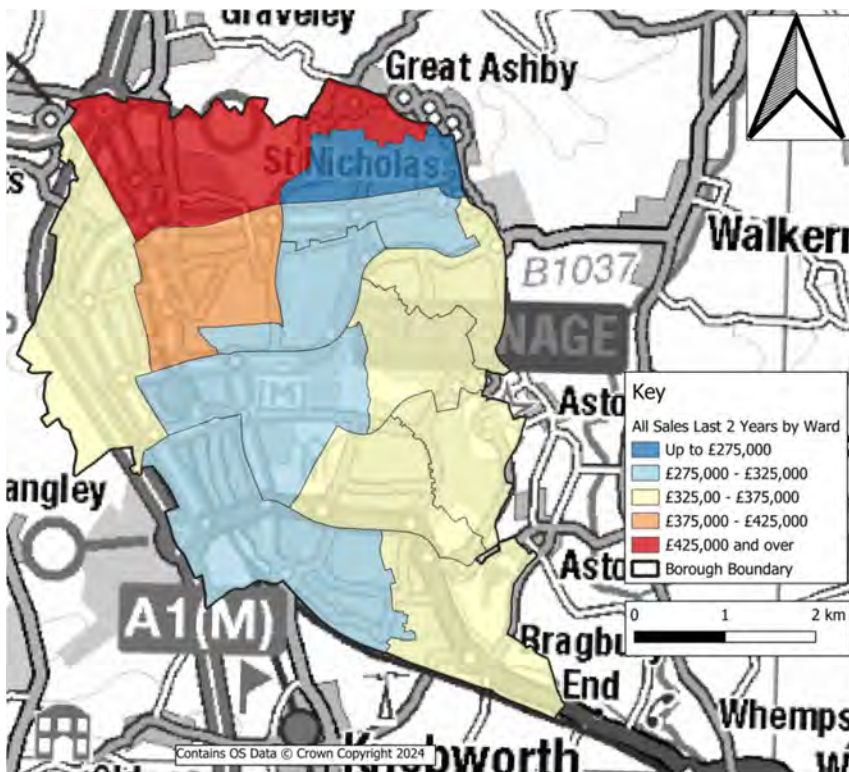 Graveley
Great Ashby
St Nicholas
Walkern
B1037
NAGE
Asto
angley
Key
All Sales Last 2 Years by Ward
Up to £275,000
£275,000 - £325,000
£325,00 - £375,000
£375,000 - £425,000
£425,000 and over
Borough Boundary
0 1 2 km
Asto
A1(M)
Bragbury
End
Whemps
Knebworth
Contains OS Data © Crown Copyright 2024